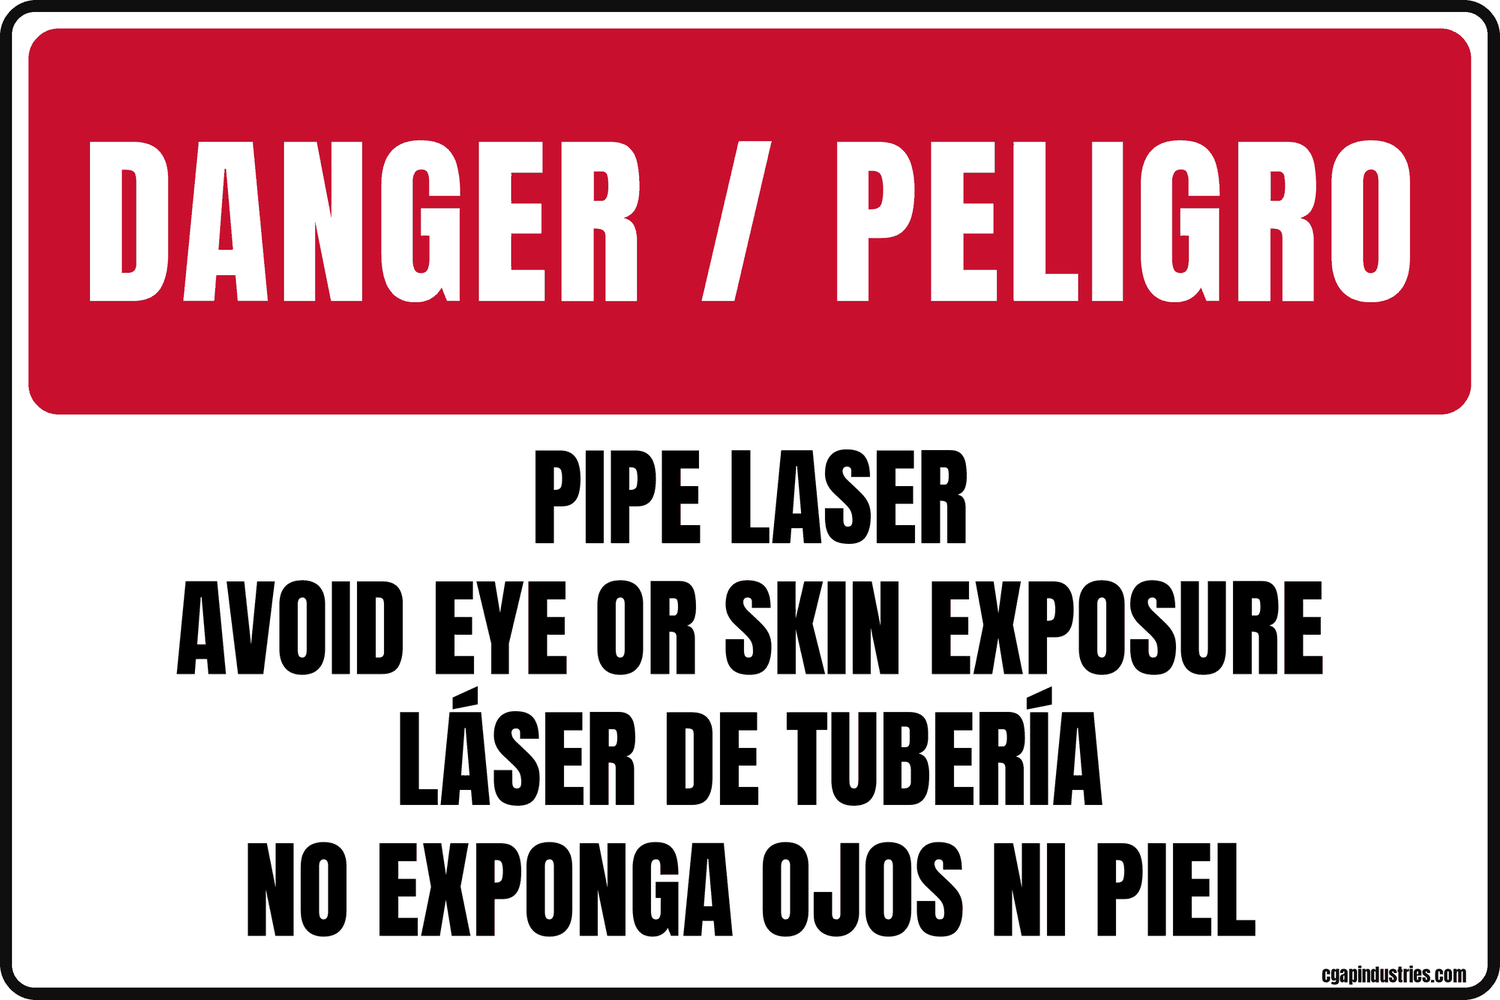 DANGER / PELIGRO
PIPE LASER
AVOID EYE OR SKIN EXPOSURE
LÁSER DE TUBERÍA
NO EXPONGA OJOS NI PIEL
cgapindustries.com